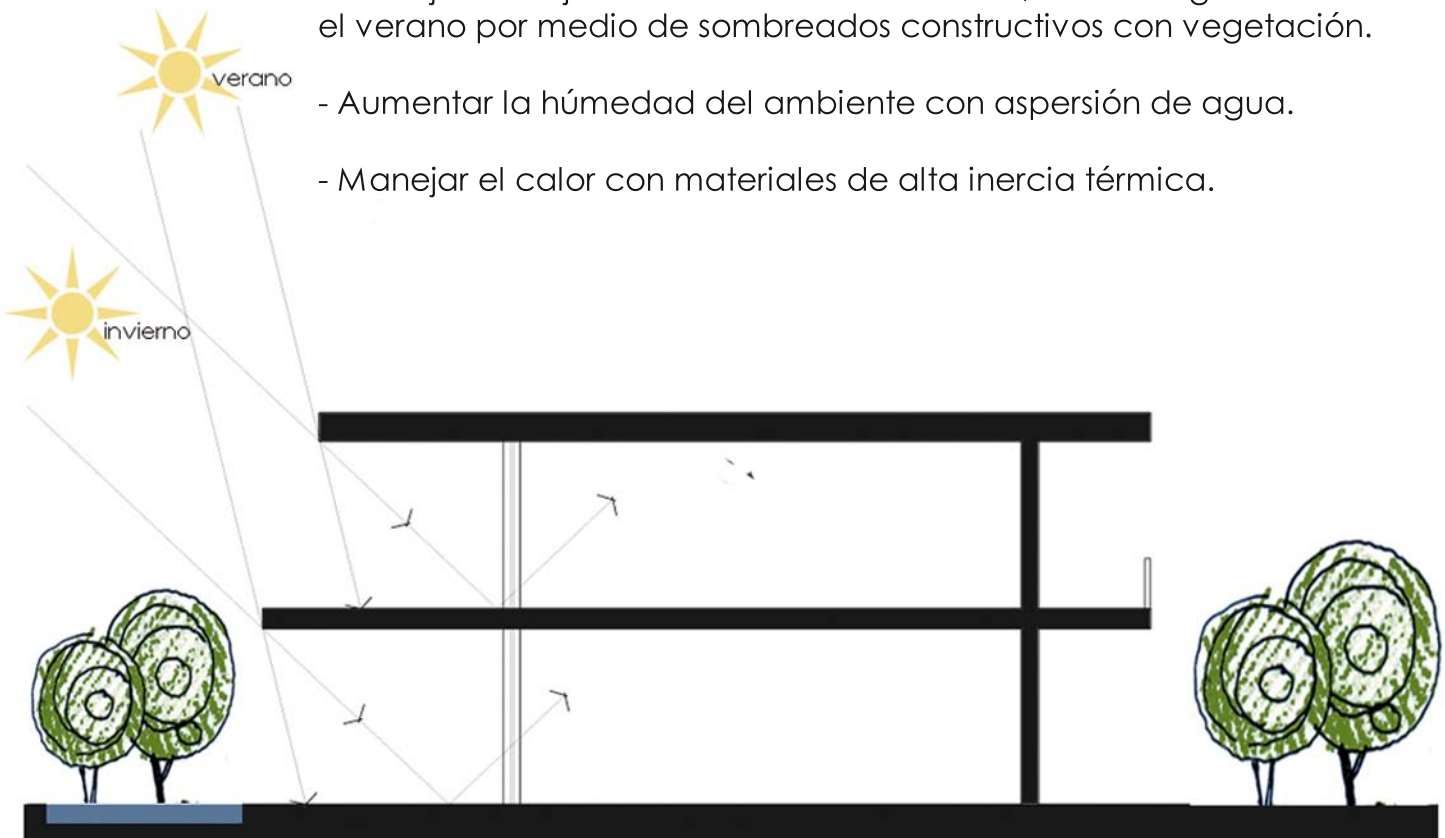 el verano por medio de sombreados constructivos con vegetación.
verano
- Aumentar la húmedad del ambiente con aspersión de agua.
- Manejar el calor con materiales de alta inercia térmica.
invierno